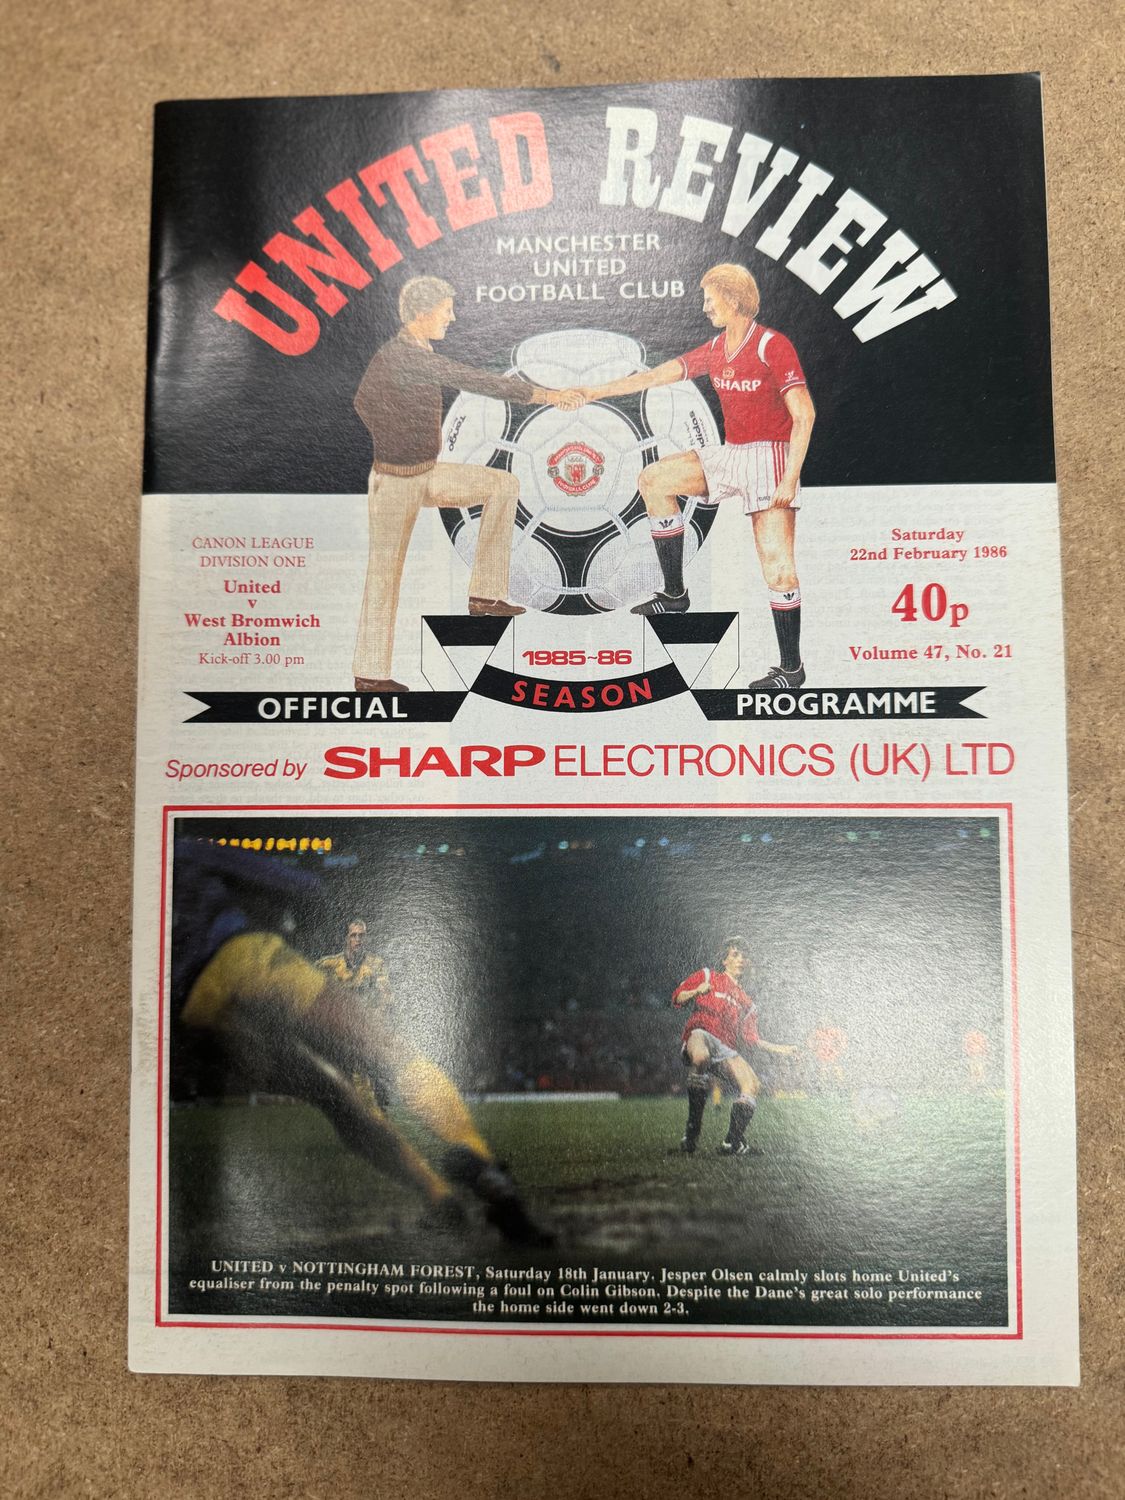 UNITED REVIEW
MANCHESTER
UNITED
FOOTBALL CLUB
SHARP
Tango
adidas
CANON LEAGUE
DIVISION ONE
United
v
West Bromwich
Albion
Kick-off 3.00 pm
Saturday
22nd February 1986
40p
Volume 47, No. 21
1985-86
SEASON
OFFICIAL
PROGRAMME
Sponsored by SHARP ELECTRONICS (UK) LTD
UNITED v NOTTINGHAM FOREST, Saturday 18th January. Jesper Olsen calmly slots home United's
equaliser from the penalty spot following a foul on Colin Gibson. Despite the Dane's great solo performance
the home side went down 2-3.